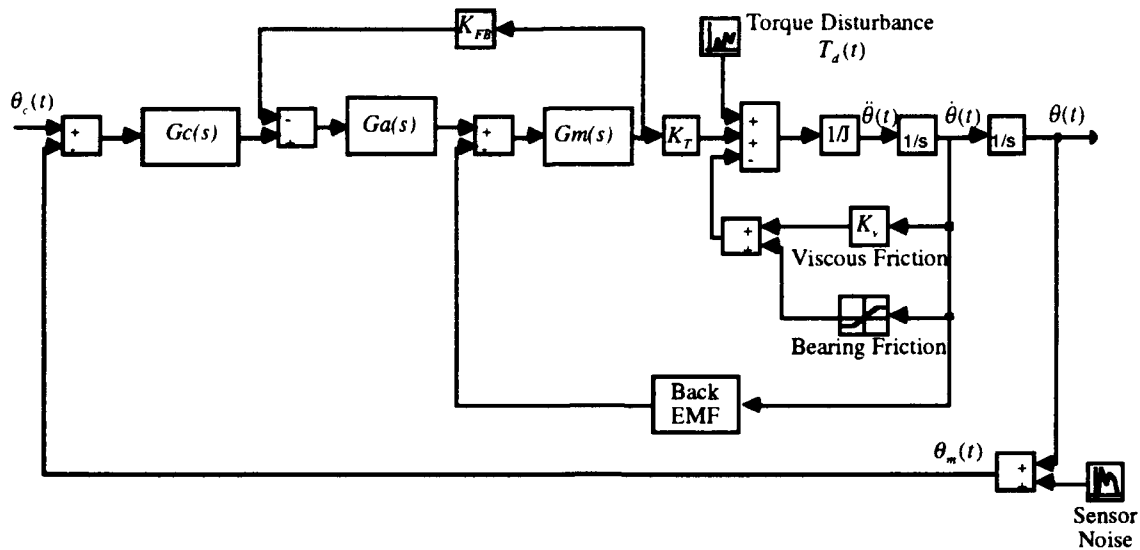 K_FB
Torque Disturbance
T_d(t)
θ_c(t)
+
-
Gc(s)
-
+
Ga(s)
+
-
Gm(s)
K_T
+
+
-
1/J
θ̈(t)
1/s
θ̇(t)
1/s
θ(t)
+
+
K_v
Viscous Friction
Bearing Friction
Back
EMF
θ_m(t)
+
+
Sensor
Noise